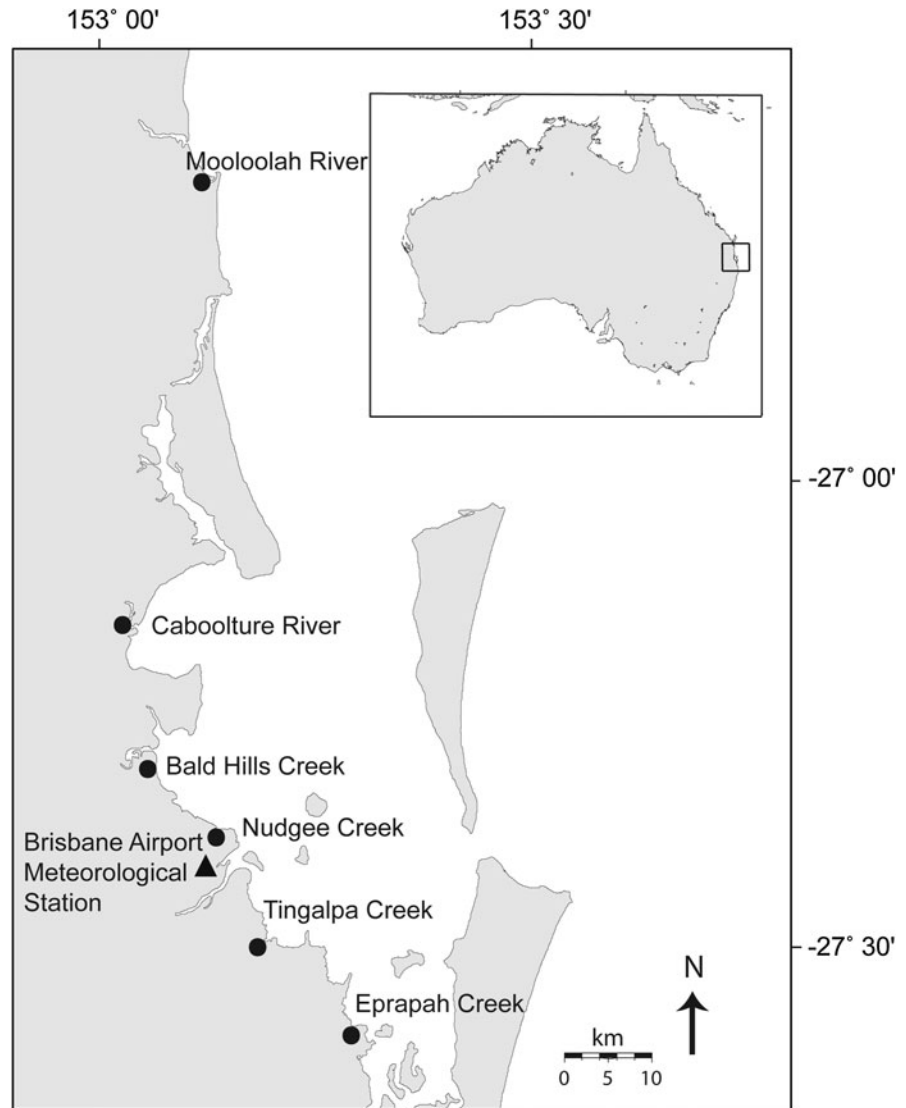 153° 00'
153° 30'
Mooloolah River
-27° 00'
Caboolture River
Bald Hills Creek
Nudgee Creek
Brisbane Airport
Meteorological
Station
Tingalpa Creek
-27° 30'
N
Eprapah Creek
km
0 5 10